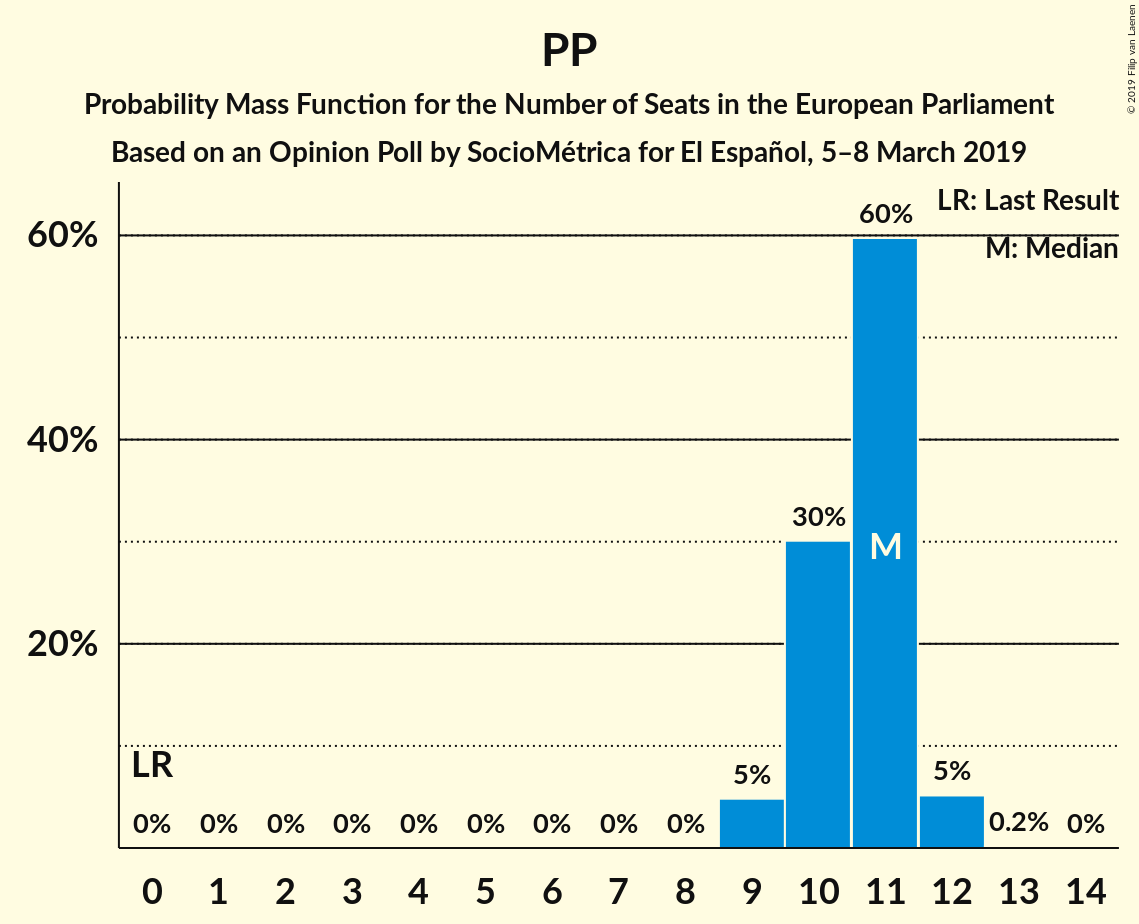 PP
Probability Mass Function for the Number of Seats in the European Parliament
Based on an Opinion Poll by SocioMétrica for El Español, 5–8 March 2019
© 2019 Filip van Laenen
LR: Last Result
M: Median
60%
40%
20%
LR
0% 0% 0% 0% 0% 0% 0% 0% 0% 5% 30% 60% 5% 0.2% 0%
M
0 1 2 3 4 5 6 7 8 9 10 11 12 13 14